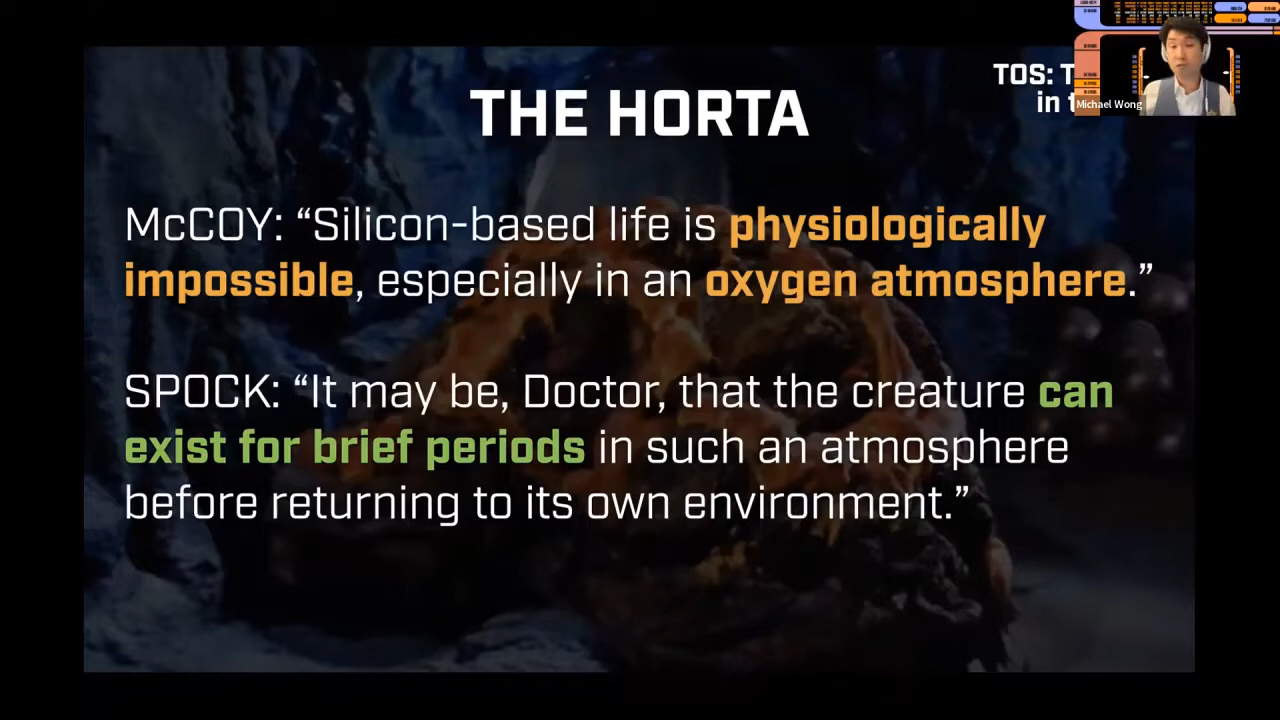 THE HORTA
TOS: T
in t
Michael Wong
McCOY: “Silicon-based life is physiologically
impossible, especially in an oxygen atmosphere.”
SPOCK: “It may be, Doctor, that the creature can
exist for brief periods in such an atmosphere
before returning to its own environment.”